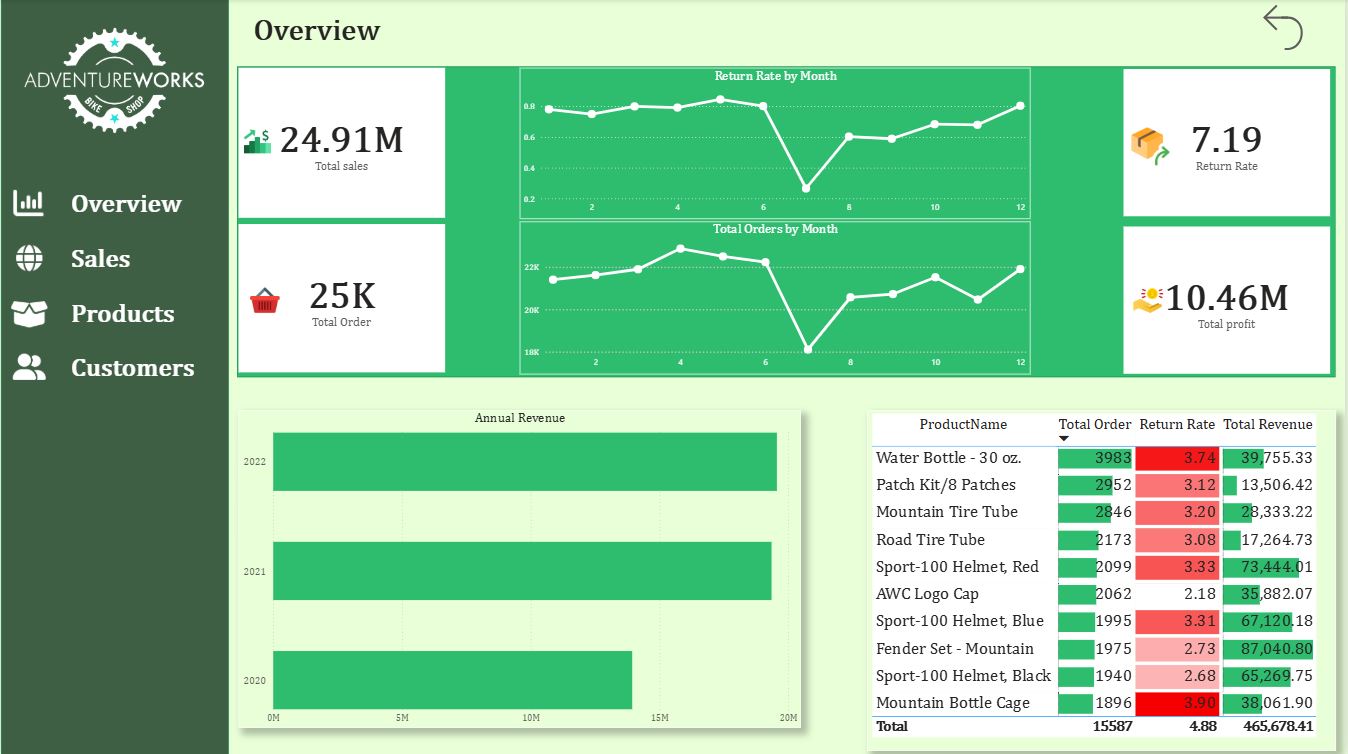 ADVENTUREWORKS
BIKE SHOP
Overview
Sales
Products
Customers
Overview
24.91M
Total sales
25K
Total Order
Return Rate by Month
0.8
0.6
0.4
0.2
2 4 6 8 10 12
Total Orders by Month
22K
20K
18K
2 4 6 8 10 12
7.19
Return Rate
10.46M
Total profit
Annual Revenue
2022
2021
2020
0M 5M 10M 15M 20M
ProductName Total Order Return Rate Total Revenue
Water Bottle - 30 oz. 3983 3.74 39,755.33
Patch Kit/8 Patches 2952 3.12 13,506.42
Mountain Tire Tube 2846 3.20 28,333.22
Road Tire Tube 2173 3.08 17,264.73
Sport-100 Helmet, Red 2099 3.33 73,444.01
AWC Logo Cap 2062 2.18 35,882.07
Sport-100 Helmet, Blue 1995 3.31 67,120.18
Fender Set - Mountain 1975 2.73 87,040.80
Sport-100 Helmet, Black 1940 2.68 65,269.75
Mountain Bottle Cage 1896 3.90 38,061.90
Total 15587 4.88 465,678.41